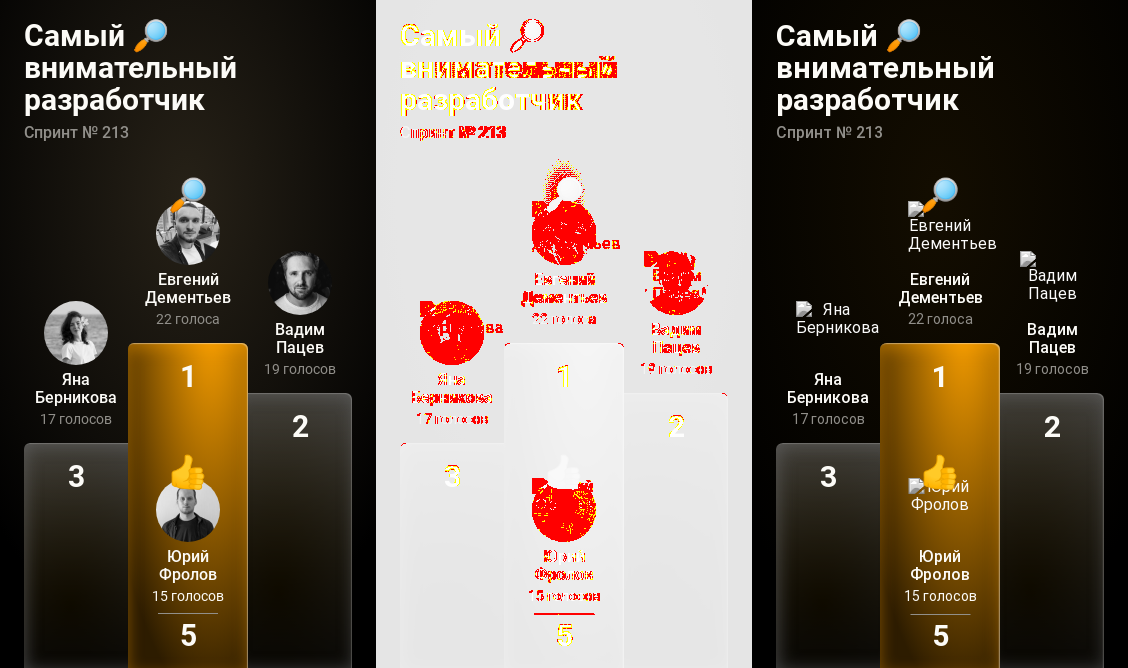 Самый 🔎
внимательный
разработчик
Спринт № 213
Евгений
Дементьев
22 голоса
Вадим
Пацев
19 голосов
Яна
Берникова
17 голосов
1
2
3
Юрий
Фролов
15 голосов
5
Самый
внимательный
разработчик
Спринт № 213
Евгений
Дементьев
22 голоса
Вадим
Пацев
19 голосов
Яна
Берникова
17 голосов
1
2
3
Юрий
Фролов
15 голосов
5
Самый 🔎
внимательный
разработчик
Спринт № 213
Евгений
Дементьев
Евгений
Дементьев
22 голоса
Вадим
Пацев
Вадим
Пацев
19 голосов
Яна
Берникова
Яна
Берникова
17 голосов
1
2
3
Юрий
Фролов
Юрий
Фролов
15 голосов
5